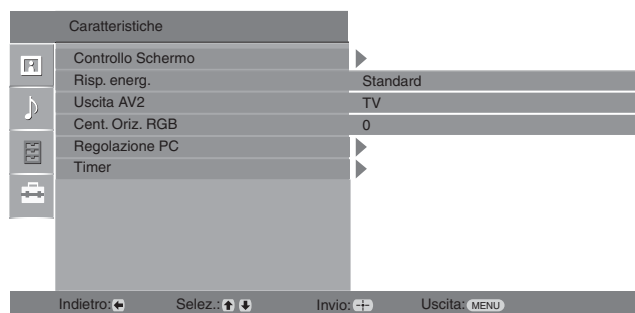 Caratteristiche
Controllo Schermo
Risp. energ. Standard
Uscita AV2 TV
Cent. Oriz. RGB 0
Regolazione PC
Timer
Indietro: Selez.: Invio: Uscita: MENU